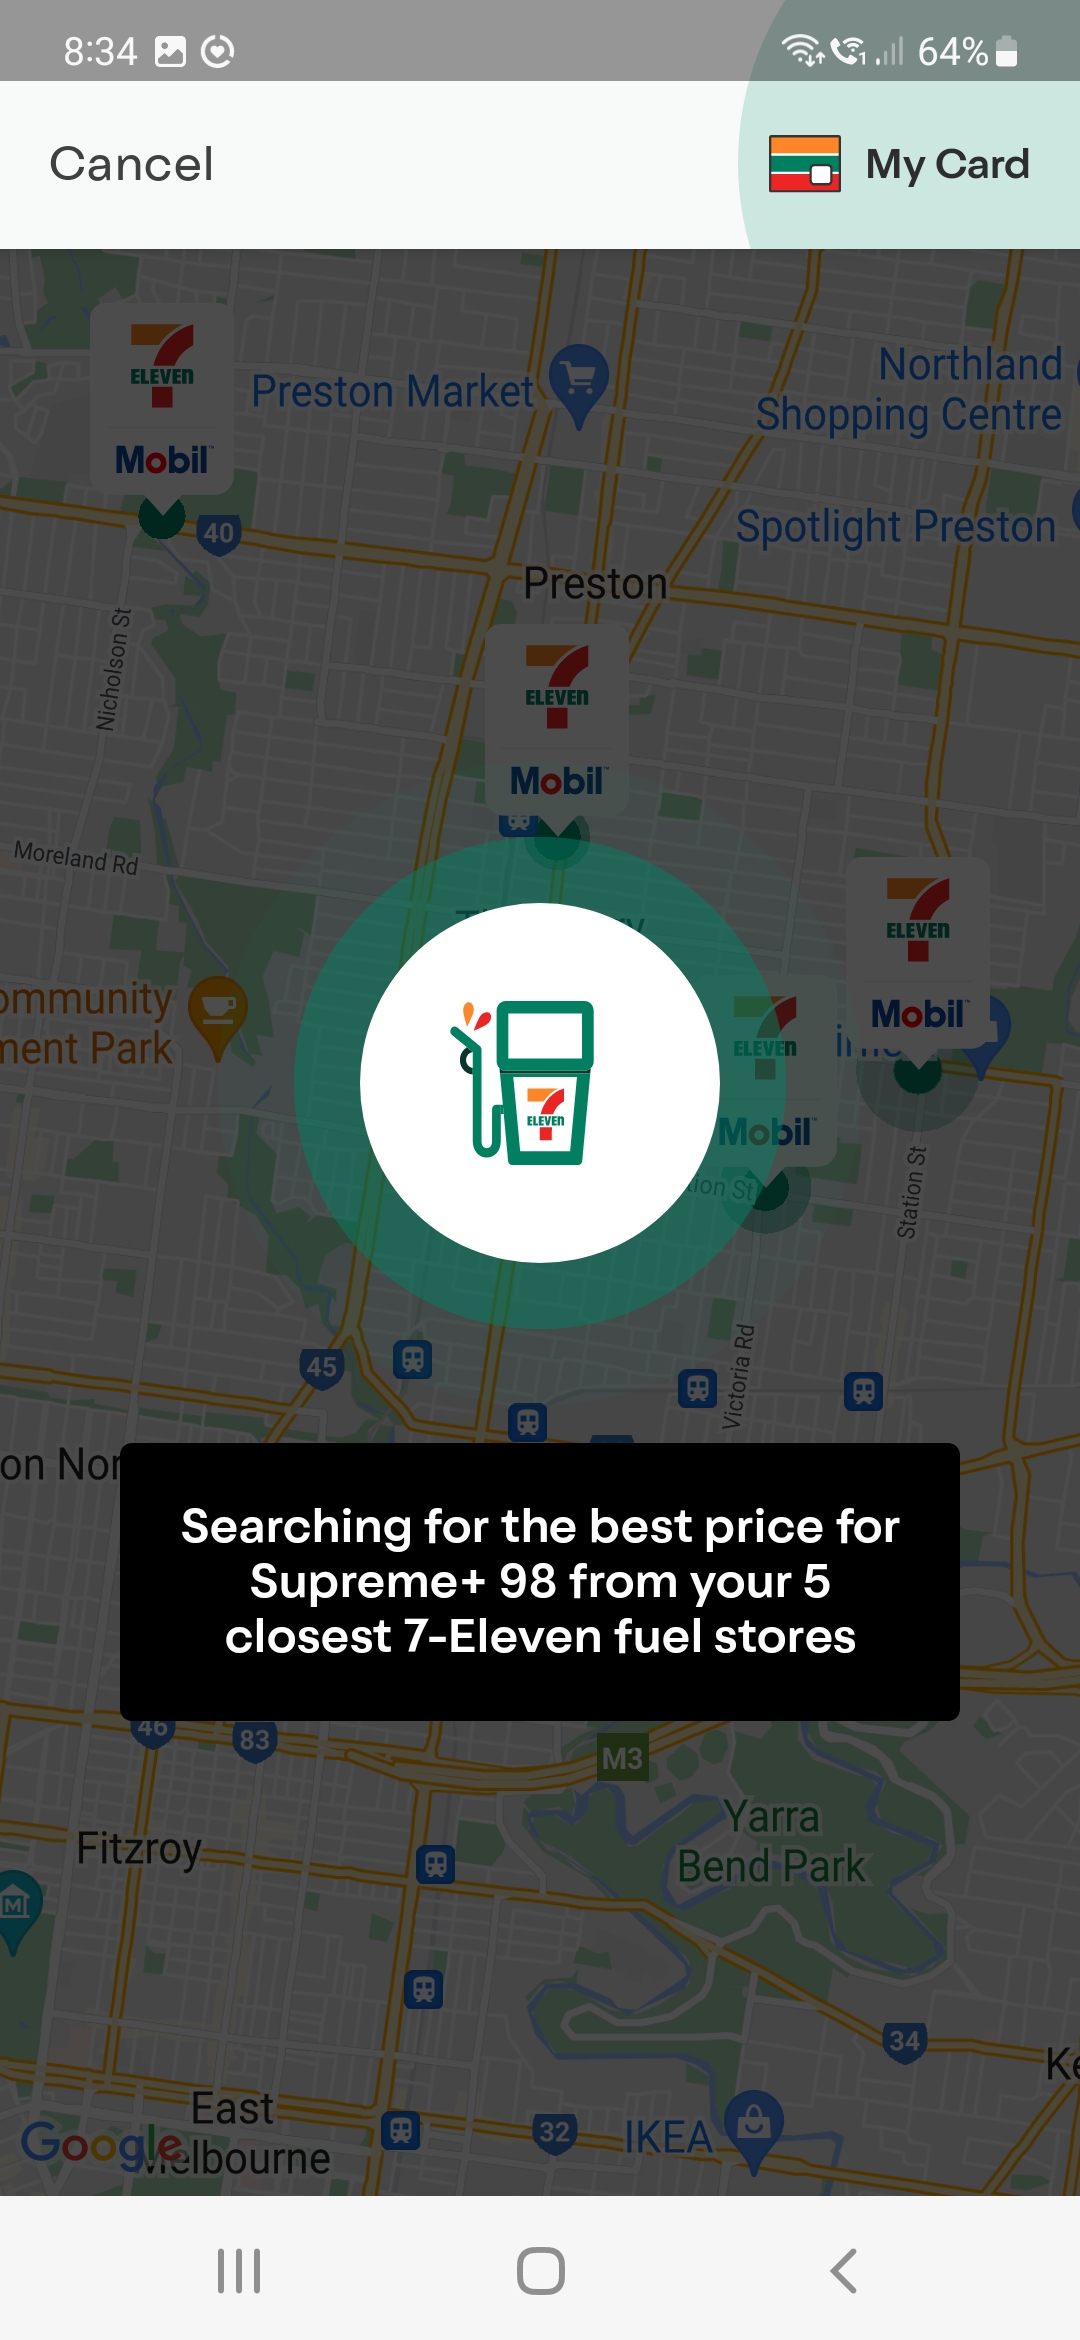 8:34
64%
Cancel
My Card
ELEVEN
Mobil
Preston Market
Northland
Shopping Centre
40
Spotlight Preston
Preston
Nicholson St
ELEVEN
Mobil
Moreland Rd
ELEVEN
Mobil
ommunity
ment Park
ELEVEN
Mobil
ELEVEN
tion St
Station St
Victoria Rd
45
on Nor
Searching for the best price for
Supreme+ 98 from your 5
closest 7-Eleven fuel stores
46
83
M3
Yarra
Bend Park
Fitzroy
M
34
Ke
East
Melbourne
Google
32
IKEA